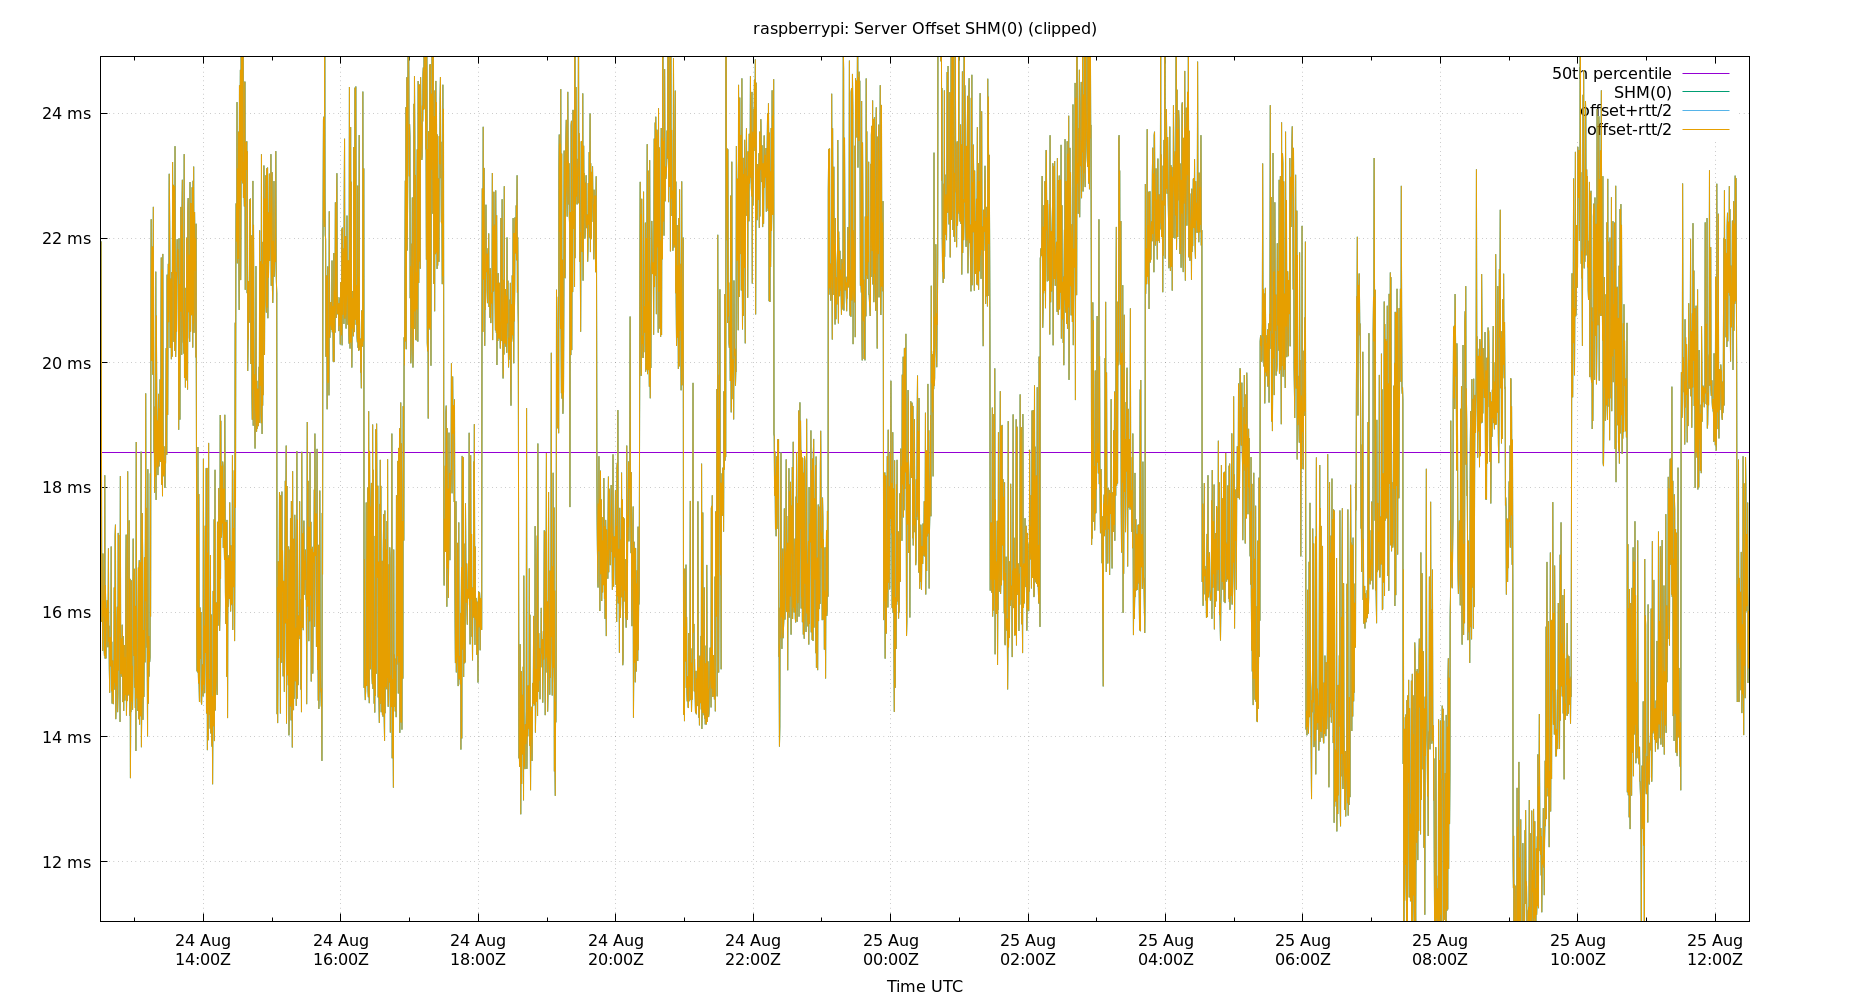 raspberrypi: Server Offset SHM(0) (clipped)
50th percentile
SHM(0)
offset+rtt/2
offset-rtt/2
24 ms
22 ms
20 ms
18 ms
16 ms
14 ms
12 ms
24 Aug 24 Aug 24 Aug 24 Aug 24 Aug 25 Aug 25 Aug 25 Aug 25 Aug 25 Aug 25 Aug 25 Aug
14:00Z 16:00Z 18:00Z 20:00Z 22:00Z 00:00Z 02:00Z 04:00Z 06:00Z 08:00Z 10:00Z 12:00Z
Time UTC